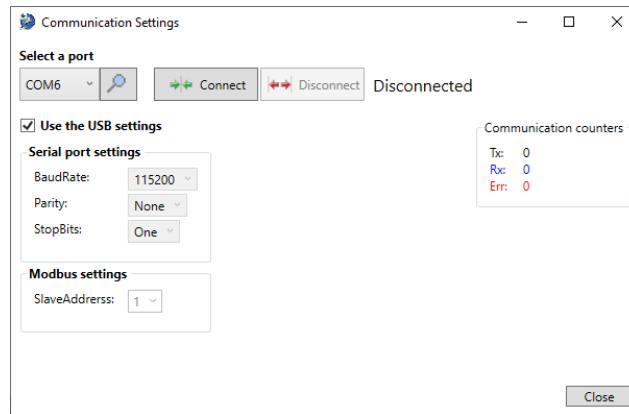 Communication Settings
Select a port
COM6 Connect Disconnect Disconnected
Use the USB settings
Communication counters
Serial port settings
Tx: 0
BaudRate: 115200
Rx: 0
Err: 0
Parity: None
StopBits: One
Modbus settings
SlaveAddrerss: 1
Close